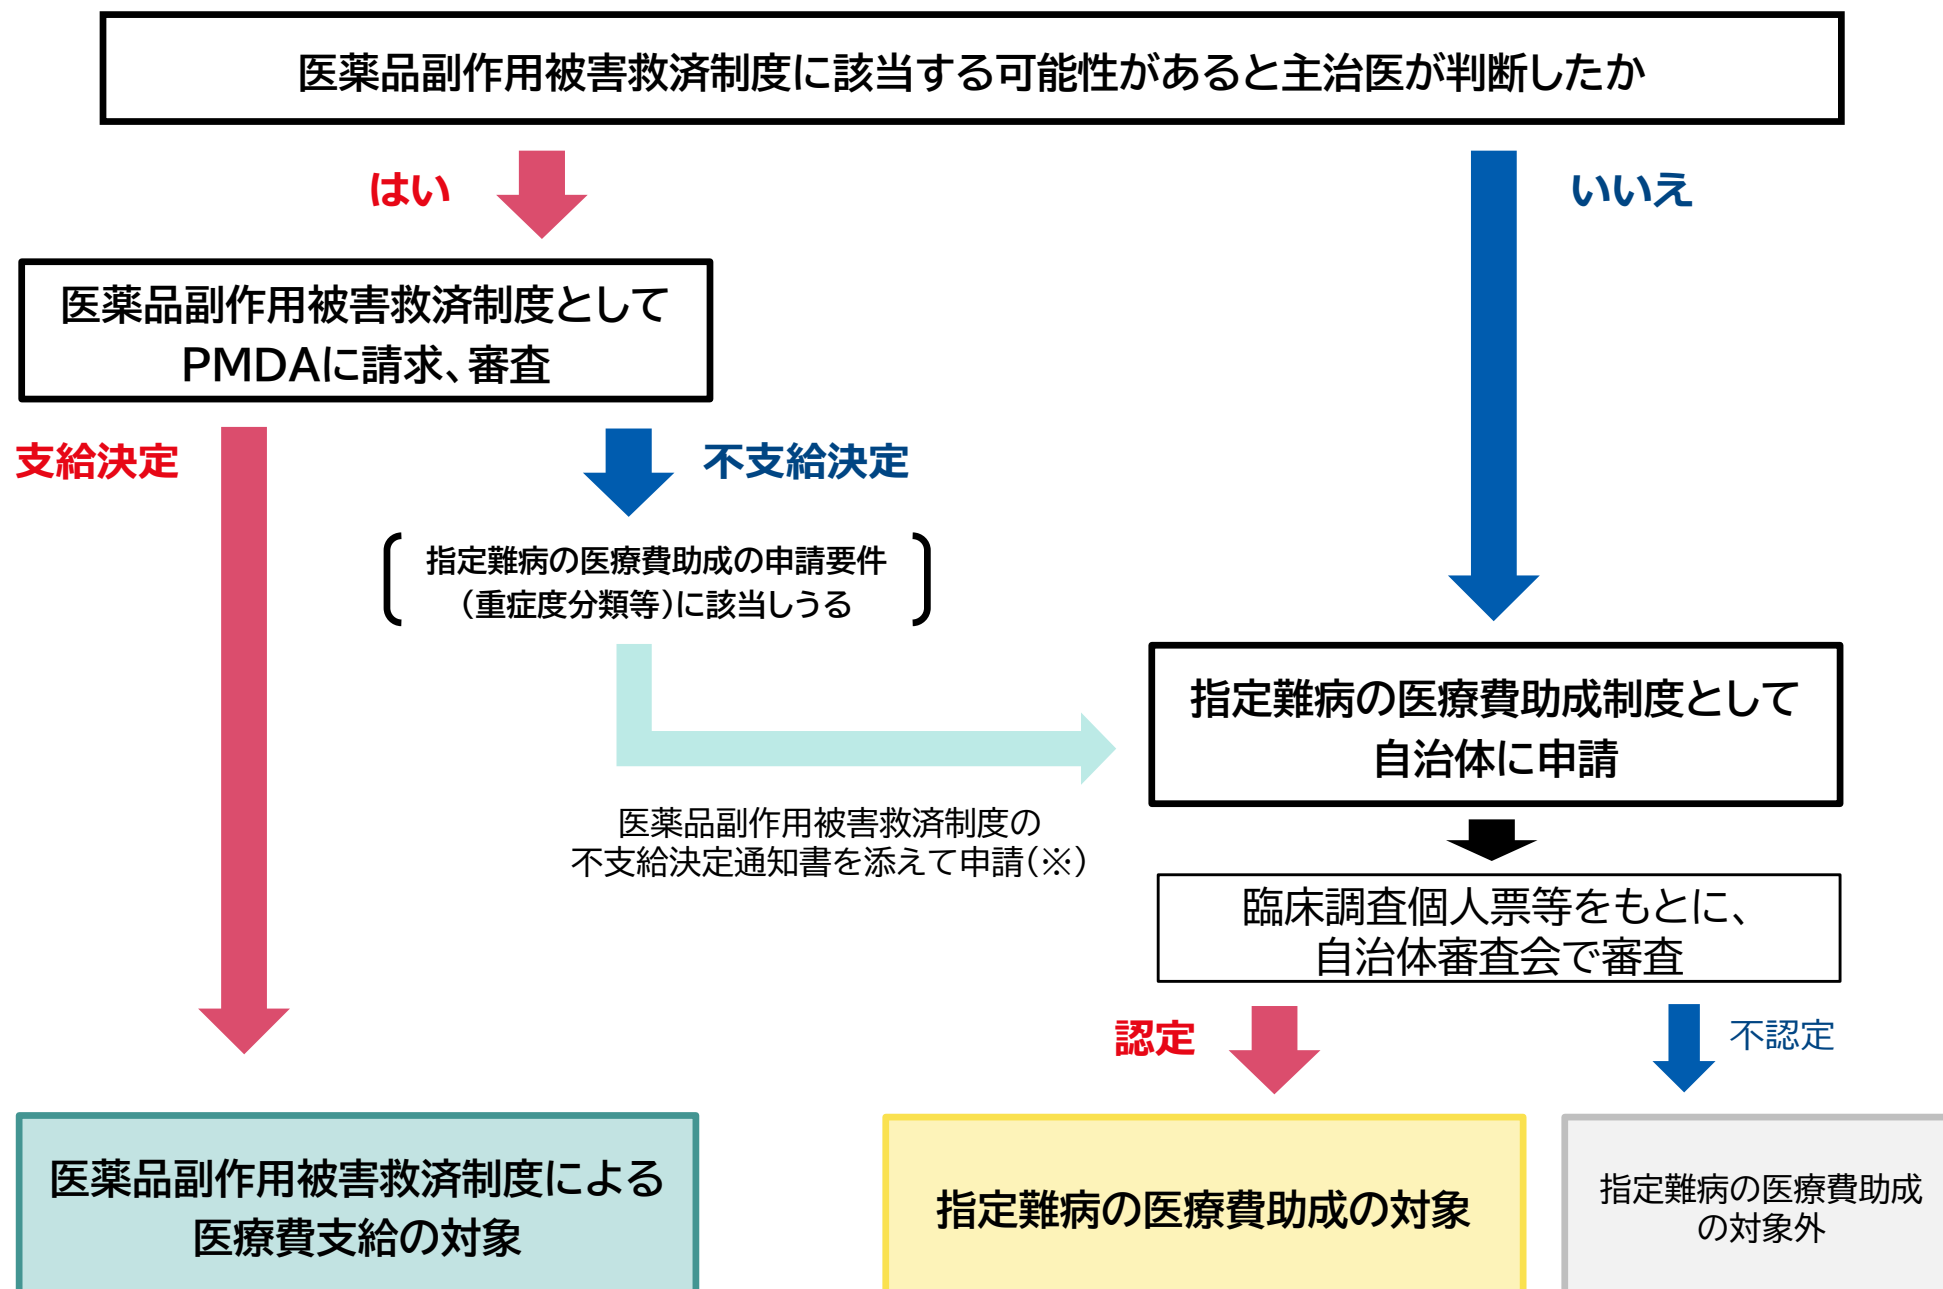 医薬品副作用被害救済制度に該当する可能性があると主治医が判断したか
はい
いいえ
医薬品副作用被害救済制度として
PMDAに請求、審査
支給決定
不支給決定
指定難病の医療費助成の申請要件
（重症度分類等）に該当しうる
指定難病の医療費助成制度として
自治体に申請
医薬品副作用被害救済制度の
不支給決定通知書を添えて申請（※）
臨床調査個人票等をもとに、
自治体審査会で審査
認定
不認定
医薬品副作用被害救済制度による
医療費支給の対象
指定難病の医療費助成の対象
指定難病の医療費助成
の対象外